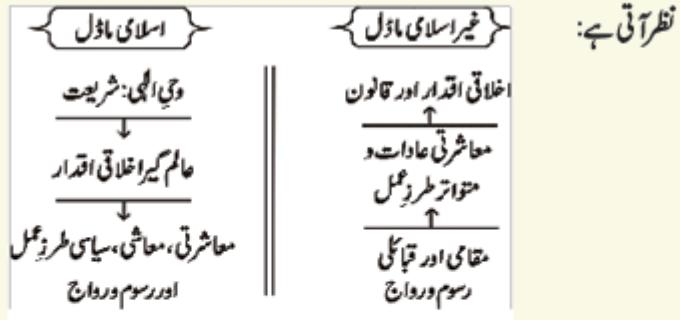 نظر آتی ہے:
غیر اسلامی ماڈل
اخلاقی اقدار اور قانون
معاشرتی عادات و
متواتر طرزِ عمل
مقامی اور قبائلی
رسوم و رواج
اسلامی ماڈل
وحیِ الٰہی: شریعت
عالم گیر اخلاقی اقدار
معاشرتی، معاشی، سیاسی طرزِ عمل
اور رسوم و رواج